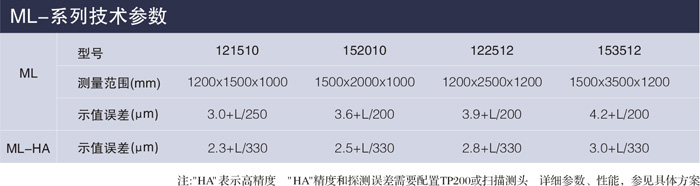 ML-系列技术参数
型号 121510 152010 122512 153512
ML
测量范围(mm) 1200x1500x1000 1500x2000x1000 1200x2500x1200 1500x3500x1200
示值误差(μm) 3.0+L/250 3.6+L/200 3.9+L/200 4.2+L/200
ML-HA 示值误差(μm) 2.3+L/330 2.5+L/330 2.8+L/330 3.0+L/330
注:"HA"表示高精度 "HA"精度和探测误差需要配置TP200或扫描测头 详细参数、性能，参见具体方案